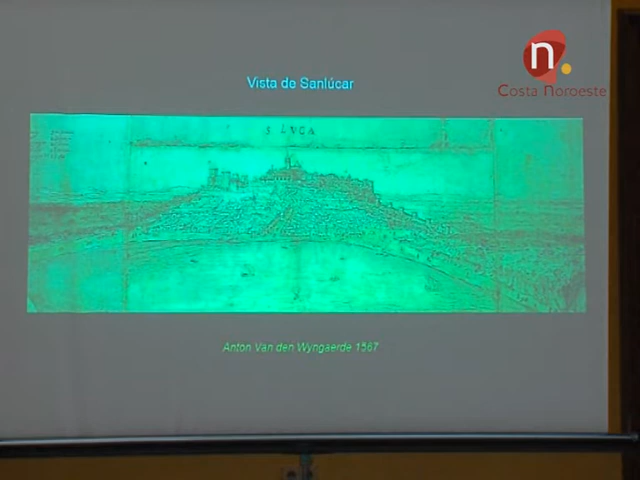 n
Costa Noroeste
Vista de Sanlúcar
S LVCA
Anton Van den Wyngaerde 1567